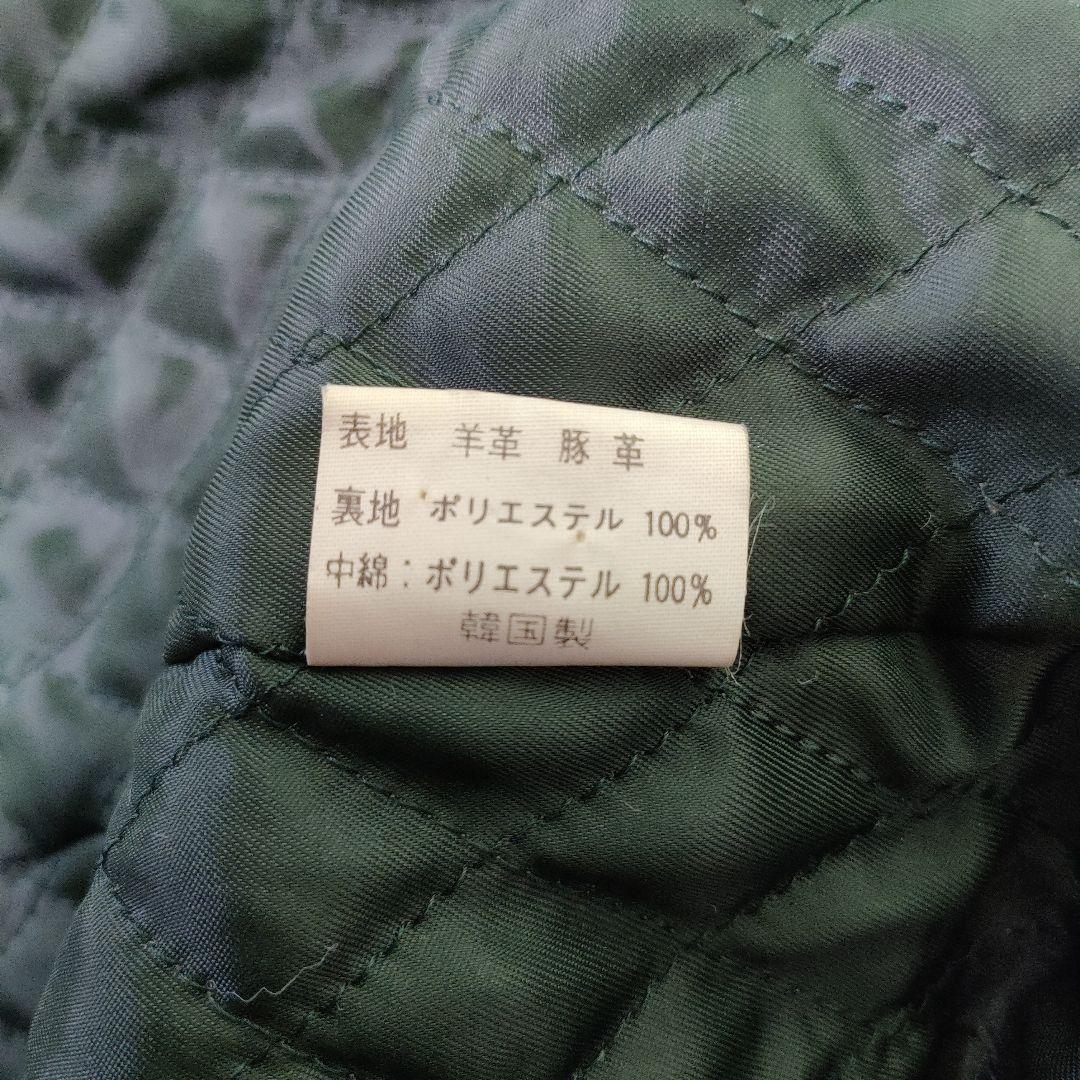 表地 羊革 豚革
裏地 ポリエステル 100%
中綿：ポリエステル 100%
韓国製